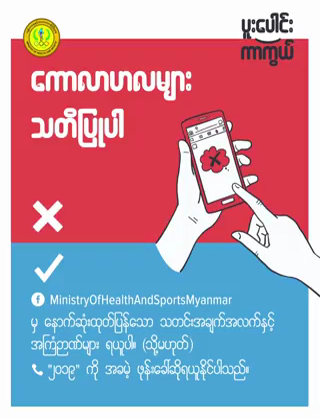 ပူးပေါင်း
ကာကွယ်
ကောလာဟလများ
သတိပြုပါ
MinistryOfHealthAndSportsMyanmar
မှ နောက်ဆုံးထုတ်ပြန်သော သတင်းအချက်အလက်နှင့်
အကြံဉာဏ်များ ရယူပါ။ (သို့မဟုတ်)
"၂၀၁၉" ကို အခမဲ့ ဖုန်းခေါ်ဆိုရယူနိုင်ပါသည်။